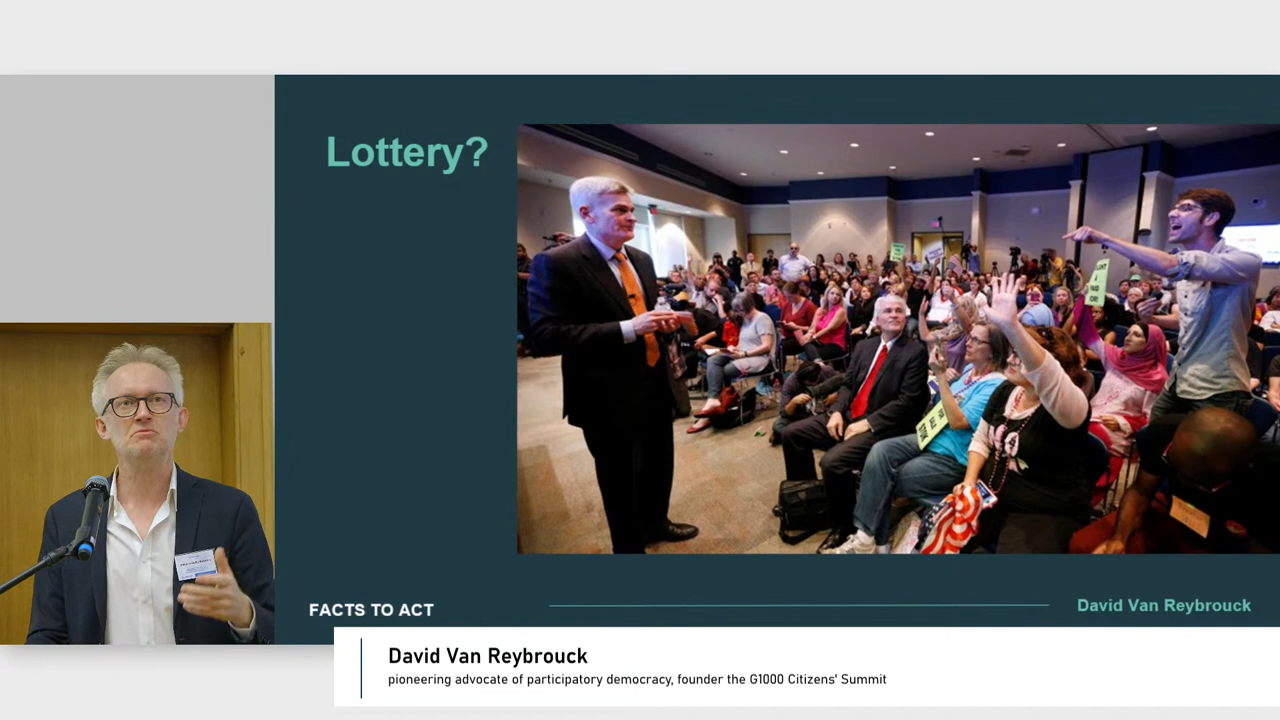 Lottery?
FACTS TO ACT
David Van Reybrouck
David Van Reybrouck
pioneering advocate of participatory democracy, founder the G1000 Citizens' Summit